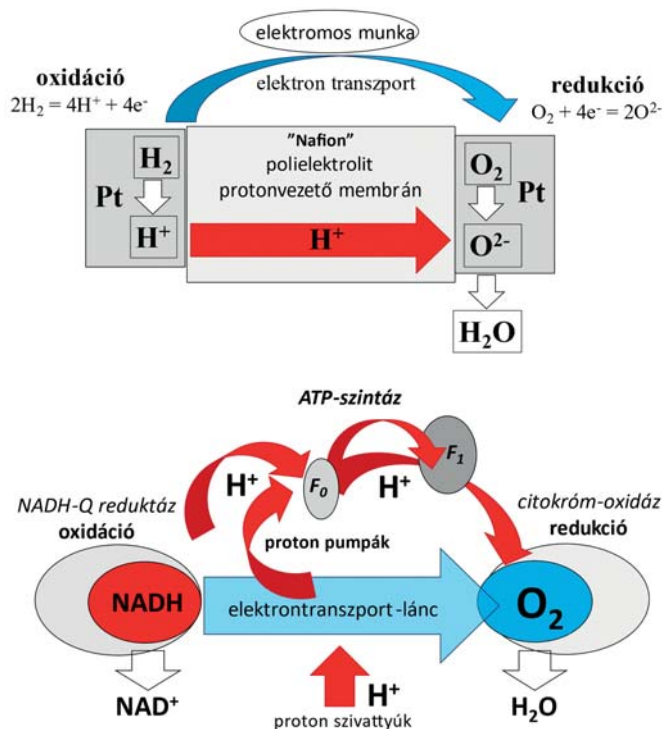 elektromos munka
oxidáció
2H₂ = 4H⁺ + 4e⁻
elektron transzport
redukció
O₂ + 4e⁻ = 2O²⁻
"Nafion"
polielektrolit
protonvezető membrán
Pt
H₂
H⁺
H⁺
O₂
O²⁻
Pt
H₂O
ATP-szintáz
H⁺
F₀
H⁺
F₁
NADH-Q reduktáz
oxidáció
citokróm-oxidáz
redukció
proton pumpák
NADH
elektrontranszport-lánc
O₂
NAD⁺
H⁺
proton szivattyúk
H₂O